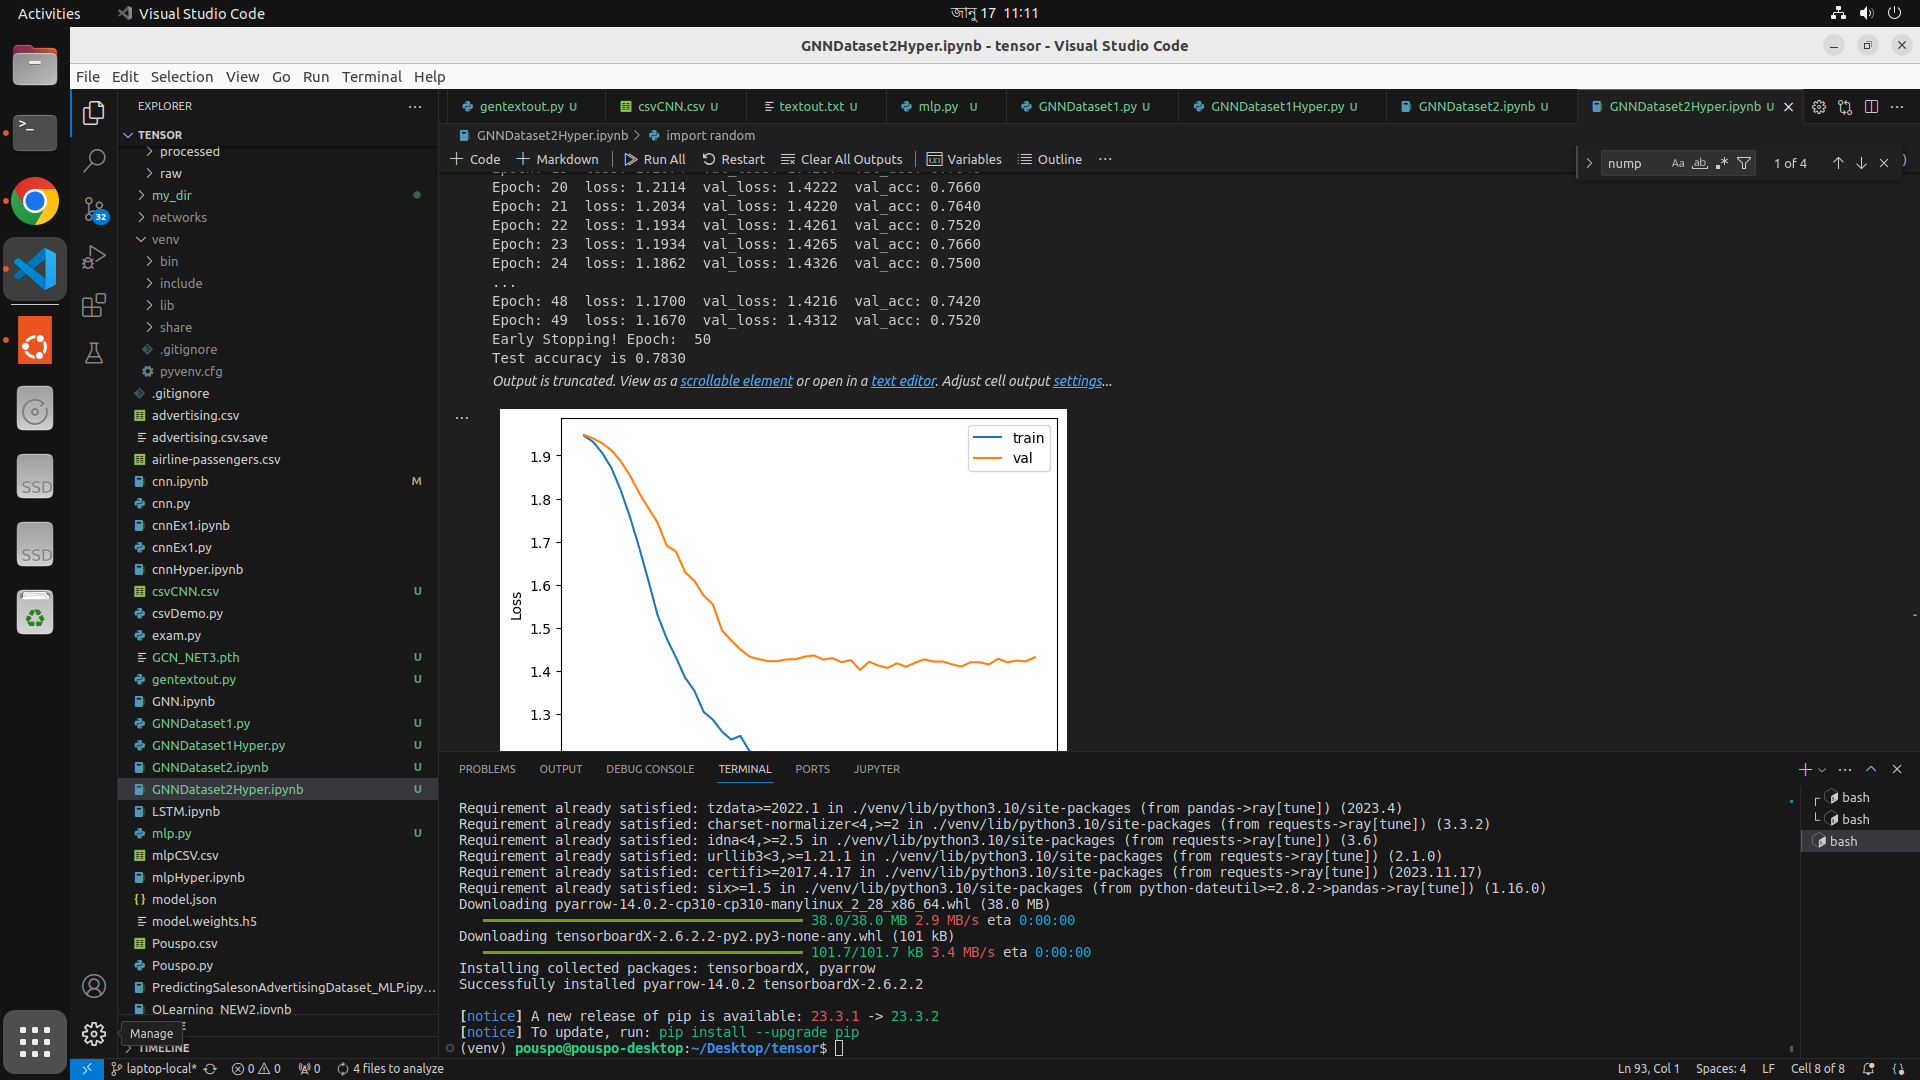 Activities Visual Studio Code জানু 17 11:11
GNNDataset2Hyper.ipynb - tensor - Visual Studio Code
File Edit Selection View Go Run Terminal Help
EXPLORER
TENSOR
processed
raw
my_dir
networks
venv
bin
include
lib
share
.gitignore
pyvenv.cfg
.gitignore
advertising.csv
advertising.csv.save
airline-passengers.csv
cnn.ipynb M
cnn.py
cnnEx1.ipynb
cnnEx1.py
cnnHyper.ipynb
csvCNN.csv U
csvDemo.py
exam.py
GCN_NET3.pth U
gentextout.py U
GNN.ipynb
GNNDataset1.py U
GNNDataset1Hyper.py U
GNNDataset2.ipynb U
GNNDataset2Hyper.ipynb U
LSTM.ipynb
mlp.py U
mlpCSV.csv
mlpHyper.ipynb
model.json
model.weights.h5
Pouspo.csv
Pouspo.py
PredictingSalesonAdvertisingDataset_MLP.ipy...
QLearning_NEW2.ipynb
TIMELINE
32
Manage
SSD
SSD
gentextout.py U csvCNN.csv U textout.txt U mlp.py U GNNDataset1.py U GNNDataset1Hyper.py U GNNDataset2.ipynb U GNNDataset2Hyper.ipynb U
GNNDataset2Hyper.ipynb > import random
Code Markdown Run All Restart Clear All Outputs Variables Outline ...
nump Aa ab 1 of 4
Epoch: 20 loss: 1.2114 val_loss: 1.4222 val_acc: 0.7660
Epoch: 21 loss: 1.2034 val_loss: 1.4220 val_acc: 0.7640
Epoch: 22 loss: 1.1934 val_loss: 1.4261 val_acc: 0.7520
Epoch: 23 loss: 1.1934 val_loss: 1.4265 val_acc: 0.7660
Epoch: 24 loss: 1.1862 val_loss: 1.4326 val_acc: 0.7500
...
Epoch: 48 loss: 1.1700 val_loss: 1.4216 val_acc: 0.7420
Epoch: 49 loss: 1.1670 val_loss: 1.4312 val_acc: 0.7520
Early Stopping! Epoch: 50
Test accuracy is 0.7830
Output is truncated. View as a scrollable element or open in a text editor. Adjust cell output settings...
train
val
1.9
1.8
1.7
1.6
1.5
1.4
1.3
Loss
PROBLEMS OUTPUT DEBUG CONSOLE TERMINAL PORTS JUPYTER
Requirement already satisfied: tzdata>=2022.1 in ./venv/lib/python3.10/site-packages (from pandas->ray[tune]) (2023.4)
Requirement already satisfied: charset-normalizer<4,>=2 in ./venv/lib/python3.10/site-packages (from requests->ray[tune]) (3.3.2)
Requirement already satisfied: idna<4,>=2.5 in ./venv/lib/python3.10/site-packages (from requests->ray[tune]) (3.6)
Requirement already satisfied: urllib3<3,>=1.21.1 in ./venv/lib/python3.10/site-packages (from requests->ray[tune]) (2.1.0)
Requirement already satisfied: certifi>=2017.4.17 in ./venv/lib/python3.10/site-packages (from requests->ray[tune]) (2023.11.17)
Requirement already satisfied: six>=1.5 in ./venv/lib/python3.10/site-packages (from python-dateutil>=2.8.2->pandas->ray[tune]) (1.16.0)
Downloading pyarrow-14.0.2-cp310-cp310-manylinux_2_28_x86_64.whl (38.0 MB)
38.0/38.0 MB 2.9 MB/s eta 0:00:00
Downloading tensorboardX-2.6.2.2-py2.py3-none-any.whl (101 kB)
101.7/101.7 kB 3.4 MB/s eta 0:00:00
Installing collected packages: tensorboardX, pyarrow
Successfully installed pyarrow-14.0.2 tensorboardX-2.6.2.2
[notice] A new release of pip is available: 23.3.1 -> 23.3.2
[notice] To update, run: pip install --upgrade pip
(venv) pouspo@pouspo-desktop:~/Desktop/tensor$
bash
bash
bash
laptop-local* 0 0 0 4 files to analyze Ln 93, Col 1 Spaces: 4 LF Cell 8 of 8